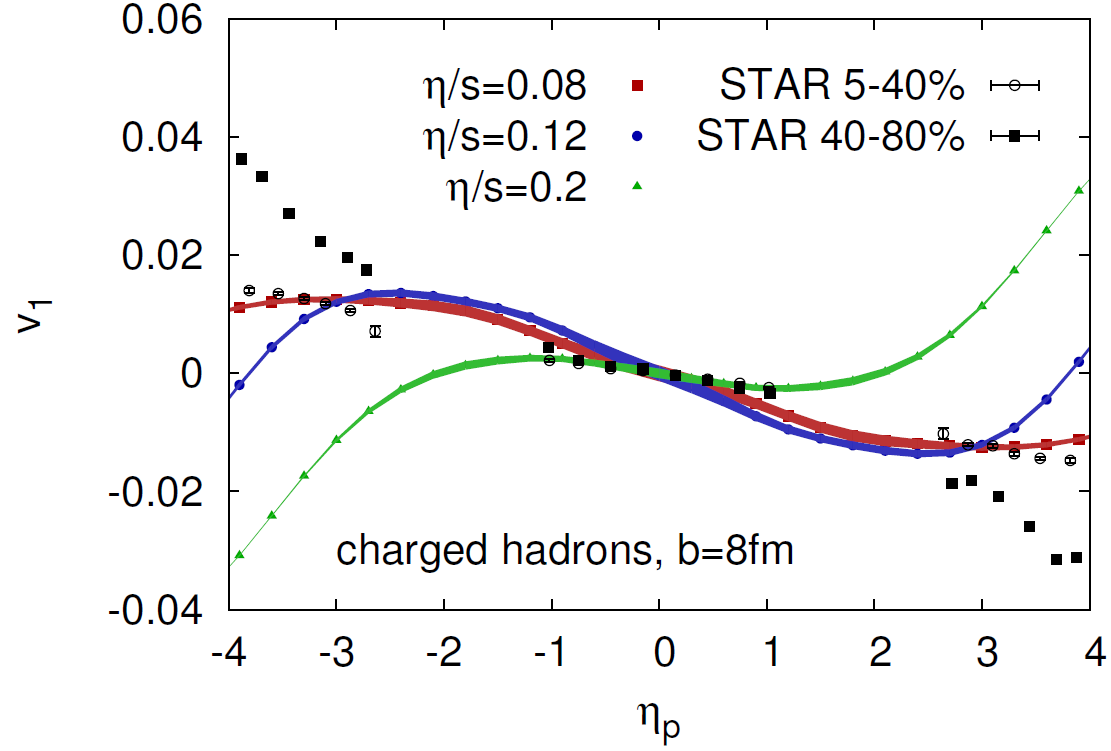 0.06
0.04
0.02
0
-0.02
-0.04
v1
η/s=0.08
η/s=0.12
η/s=0.2
STAR 5-40%
STAR 40-80%
charged hadrons, b=8fm
-4 -3 -2 -1 0 1 2 3 4
ηp